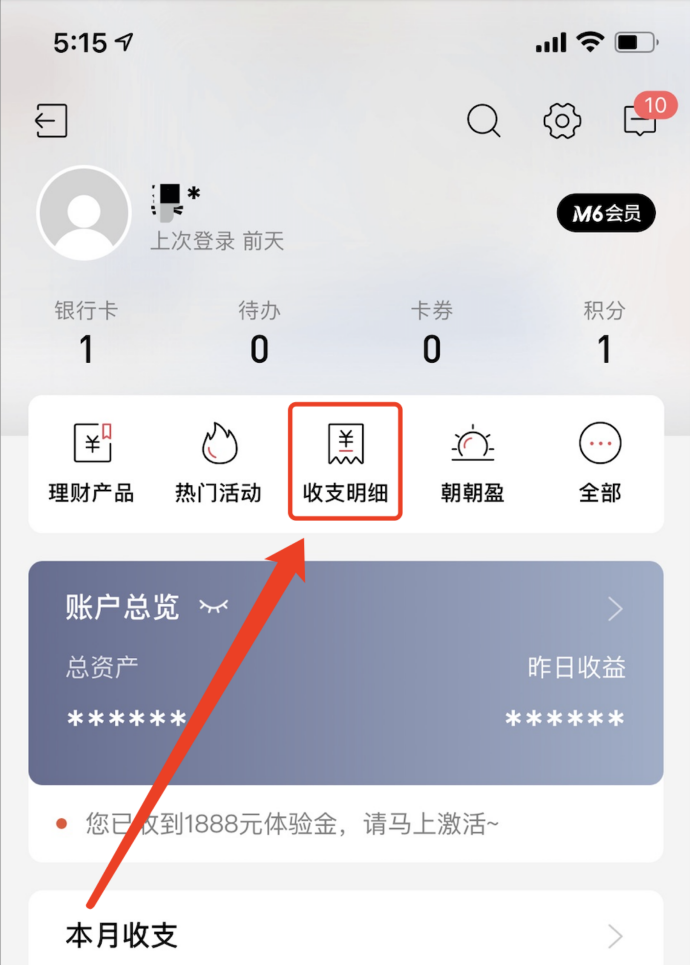 5:15
10
*
上次登录 前天
M6会员
银行卡 待办 卡券 积分
1 0 0 1
理财产品 热门活动 收支明细 朝朝盈 全部
账户总览
总资产 昨日收益
****** ******
您已收到1888元体验金，请马上激活~
本月收支